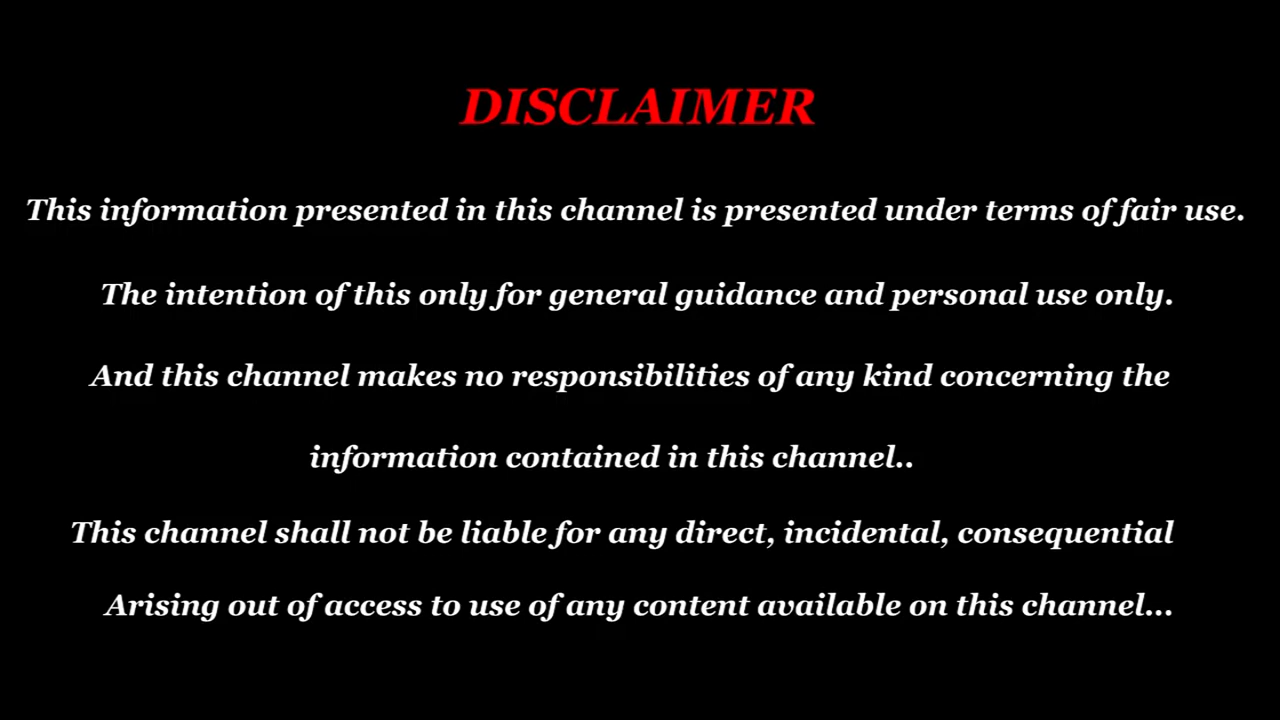 DISCLAIMER
This information presented in this channel is presented under terms of fair use.
The intention of this only for general guidance and personal use only.
And this channel makes no responsibilities of any kind concerning the
information contained in this channel..
This channel shall not be liable for any direct, incidental, consequential
Arising out of access to use of any content available on this channel...